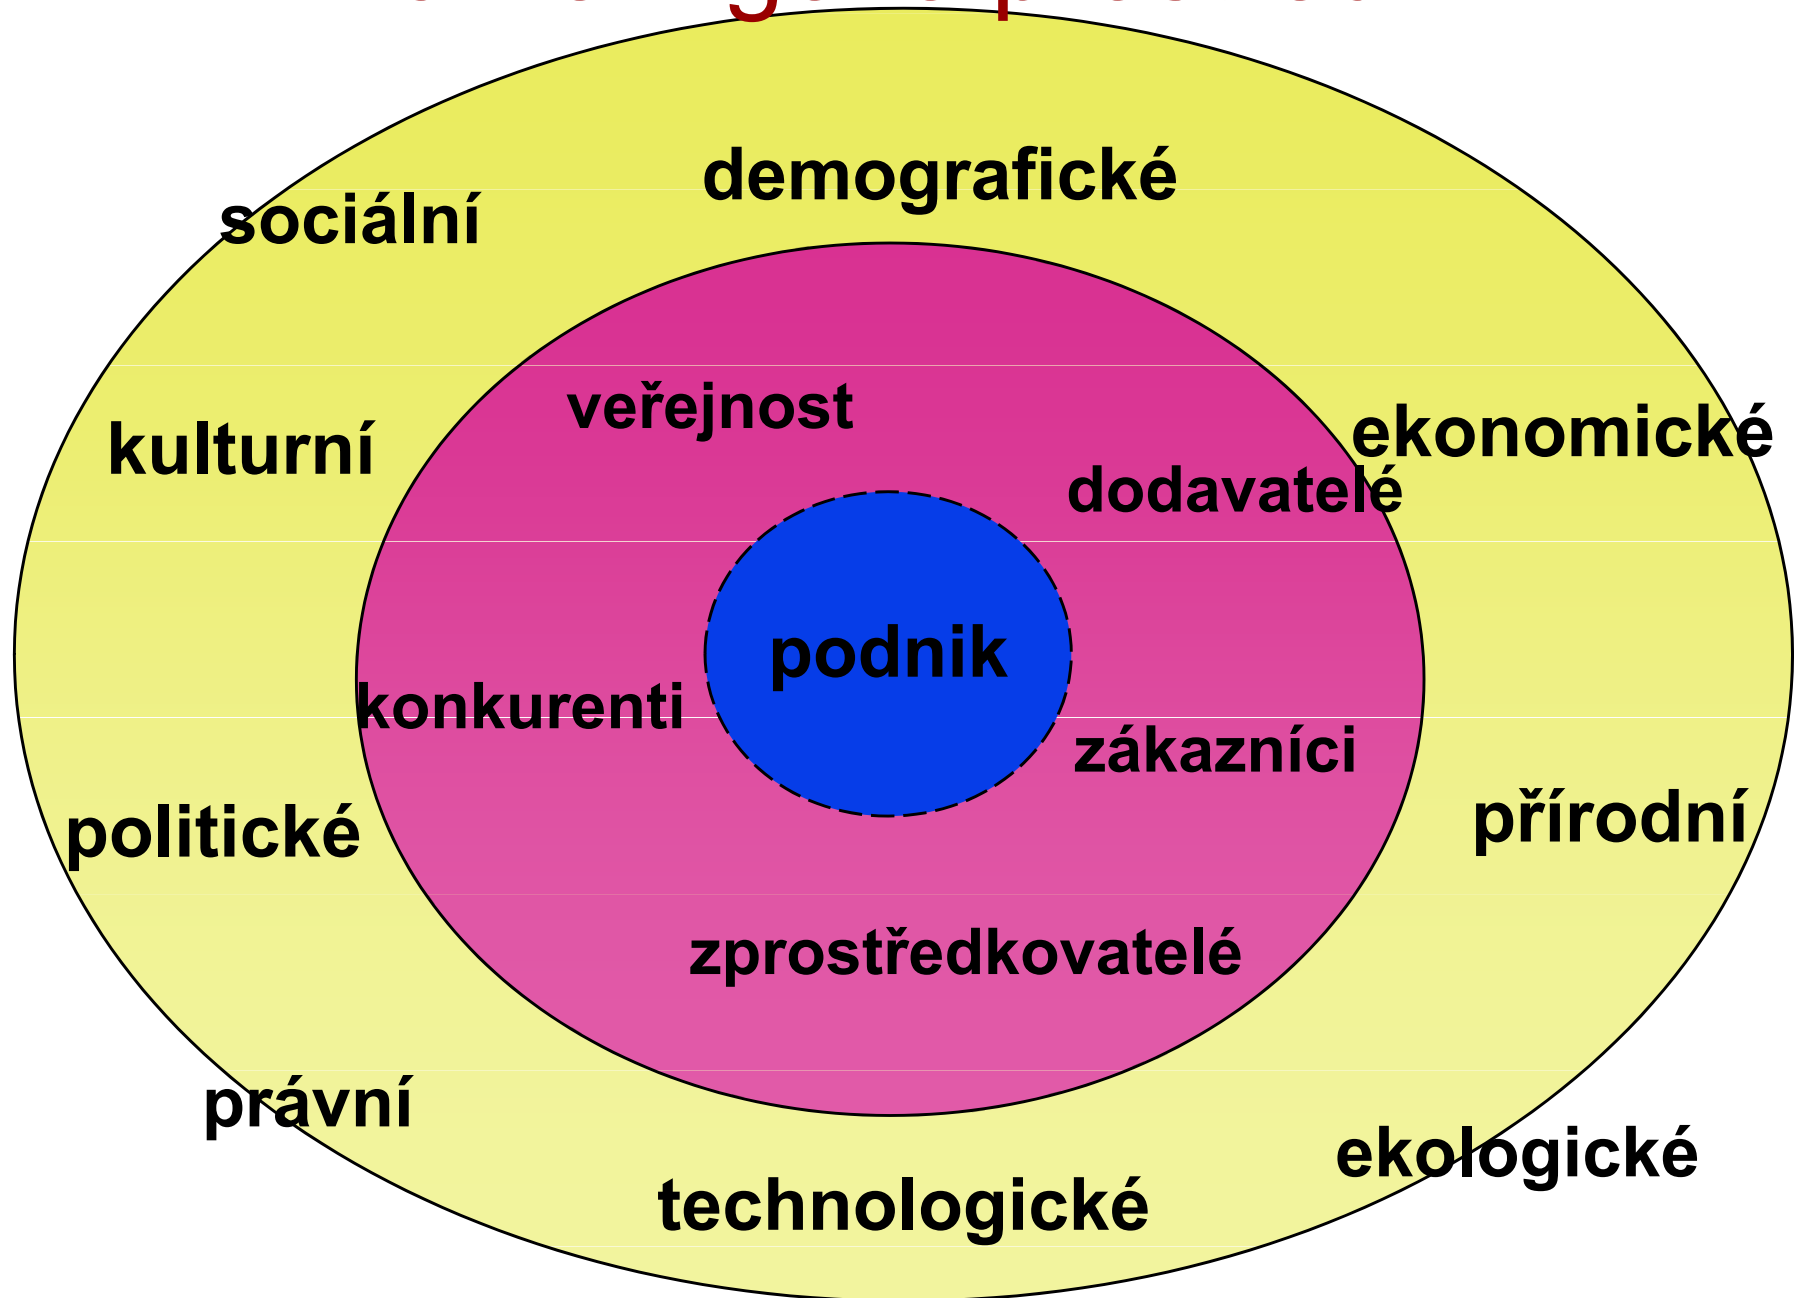 demografické
sociální
veřejnost
ekonomické
kulturní
dodavatelé
podnik
konkurenti
zákazníci
přírodní
politické
zprostředkovatelé
právní
ekologické
technologické